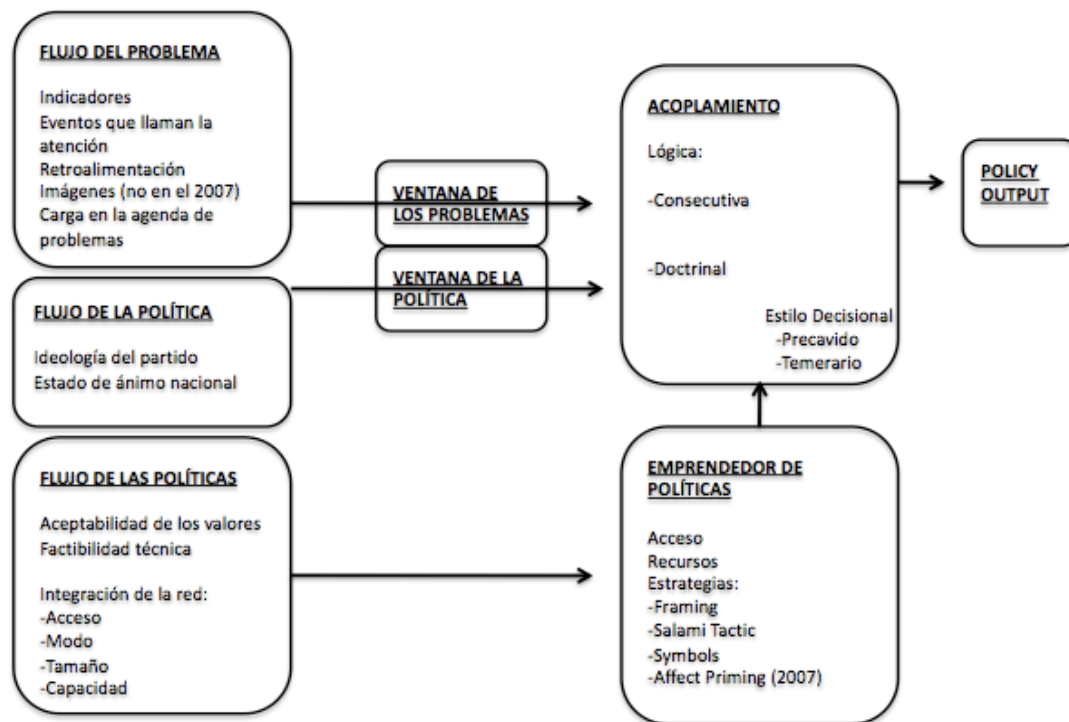 FLUJO DEL PROBLEMA
Indicadores
Eventos que llaman la
atención
Retroalimentación
Imágenes (no en el 2007)
Carga en la agenda de
problemas
FLUJO DE LA POLÍTICA
Ideología del partido
Estado de ánimo nacional
FLUJO DE LAS POLÍTICAS
Aceptabilidad de los valores
Factibilidad técnica
Integración de la red:
-Acceso
-Modo
-Tamaño
-Capacidad
VENTANA DE
LOS PROBLEMAS
VENTANA DE LA
POLÍTICA
ACOPLAMIENTO
Lógica:
-Consecutiva
-Doctrinal
Estilo Decisional
-Precavido
-Temerario
EMPRENDEDOR DE
POLÍTICAS
Acceso
Recursos
Estrategias:
-Framing
-Salami Tactic
-Symbols
-Affect Priming (2007)
POLICY
OUTPUT